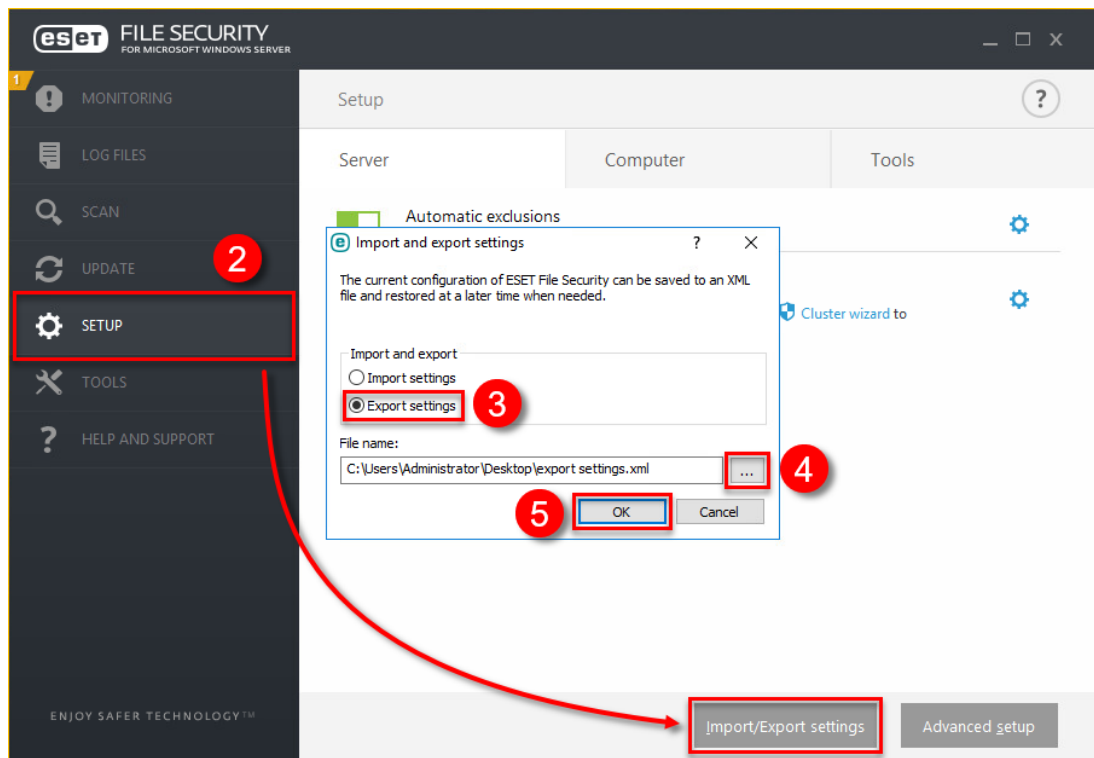 eset FILE SECURITY
FOR MICROSOFT WINDOWS SERVER
1
MONITORING
LOG FILES
SCAN
UPDATE
2
SETUP
TOOLS
HELP AND SUPPORT
ENJOY SAFER TECHNOLOGY™
Setup
?
Server
Computer
Tools
Automatic exclusions
Cluster wizard to
e Import and export settings
?
The current configuration of ESET File Security can be saved to an XML
file and restored at a later time when needed.
Import and export
Import settings
Export settings
3
File name:
C:\Users\Administrator\Desktop\export settings.xml
...
4
5
OK
Cancel
Import/Export settings
Advanced setup